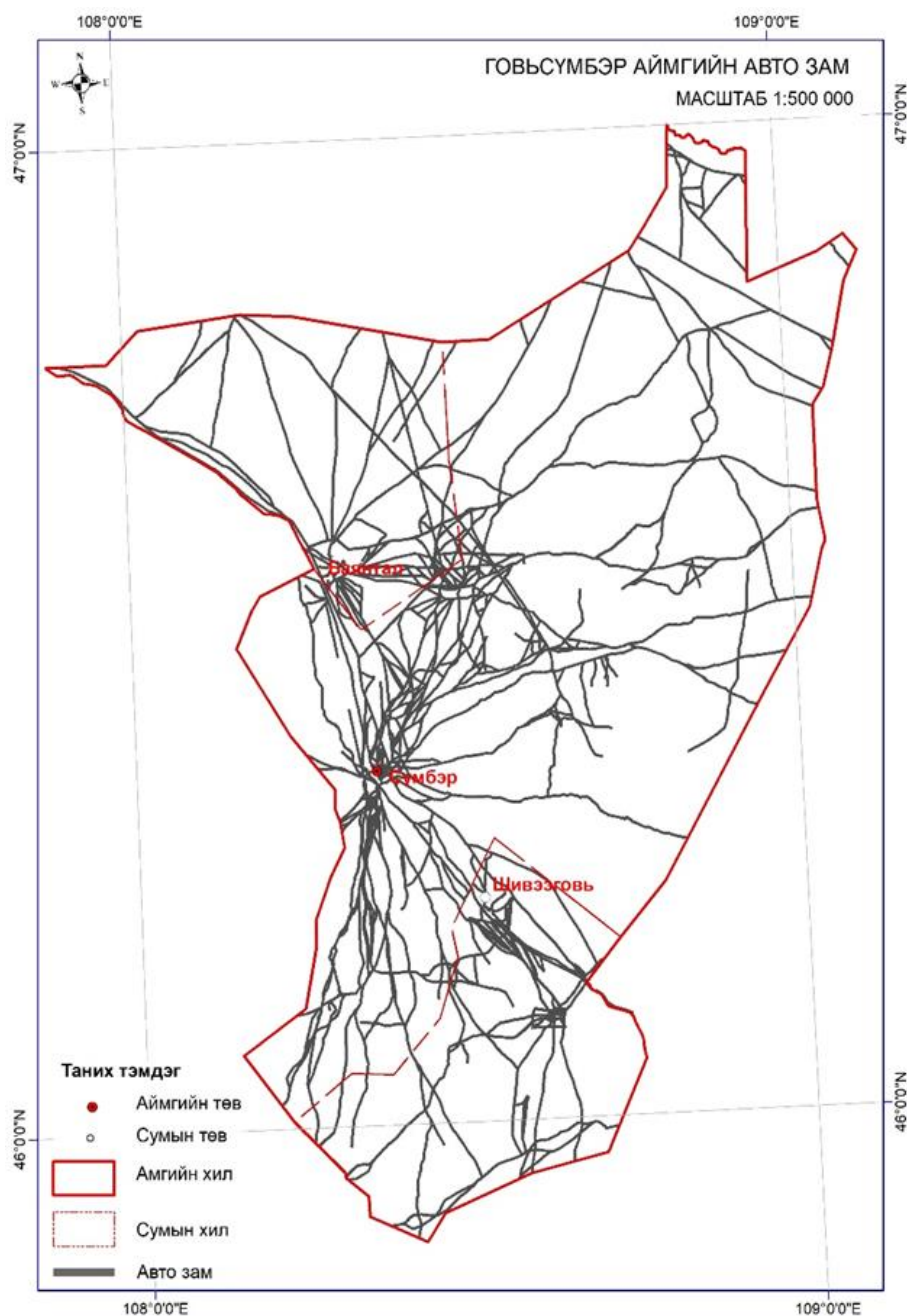 108°0'0"E
109°0'0"E
N
W
E
S
ГОВЬСҮМБЭР АЙМГИЙН АВТО ЗАМ
МАСШТАБ 1:500 000
47°0'0"N
47°0'0"N
Баянтал
Сүмбэр
Шивээговь
Таних тэмдэг
Аймгийн төв
Сумын төв
Амгийн хил
Сумын хил
Авто зам
46°0'0"N
46°0'0"N
108°0'0"E
109°0'0"E